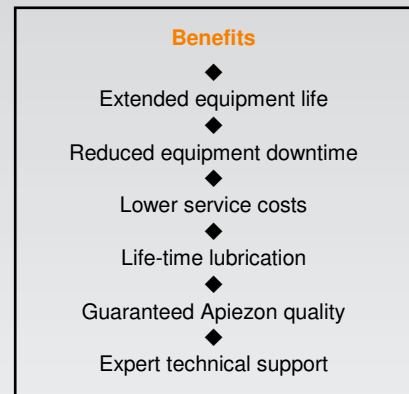 Benefits
◆
Extended equipment life
◆
Reduced equipment downtime
◆
Lower service costs
◆
Life-time lubrication
◆
Guaranteed Apiezon quality
◆
Expert technical support